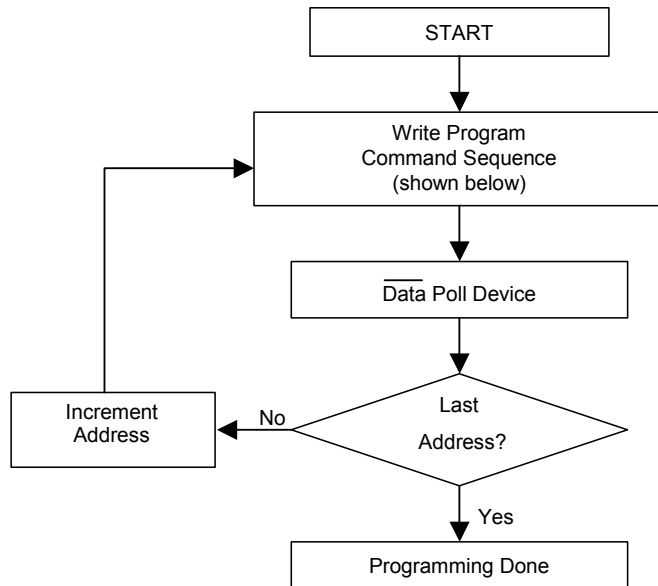 START
Write Program
Command Sequence
(shown below)
Data Poll Device
Last
Address?
No
Increment
Address
Yes
Programming Done